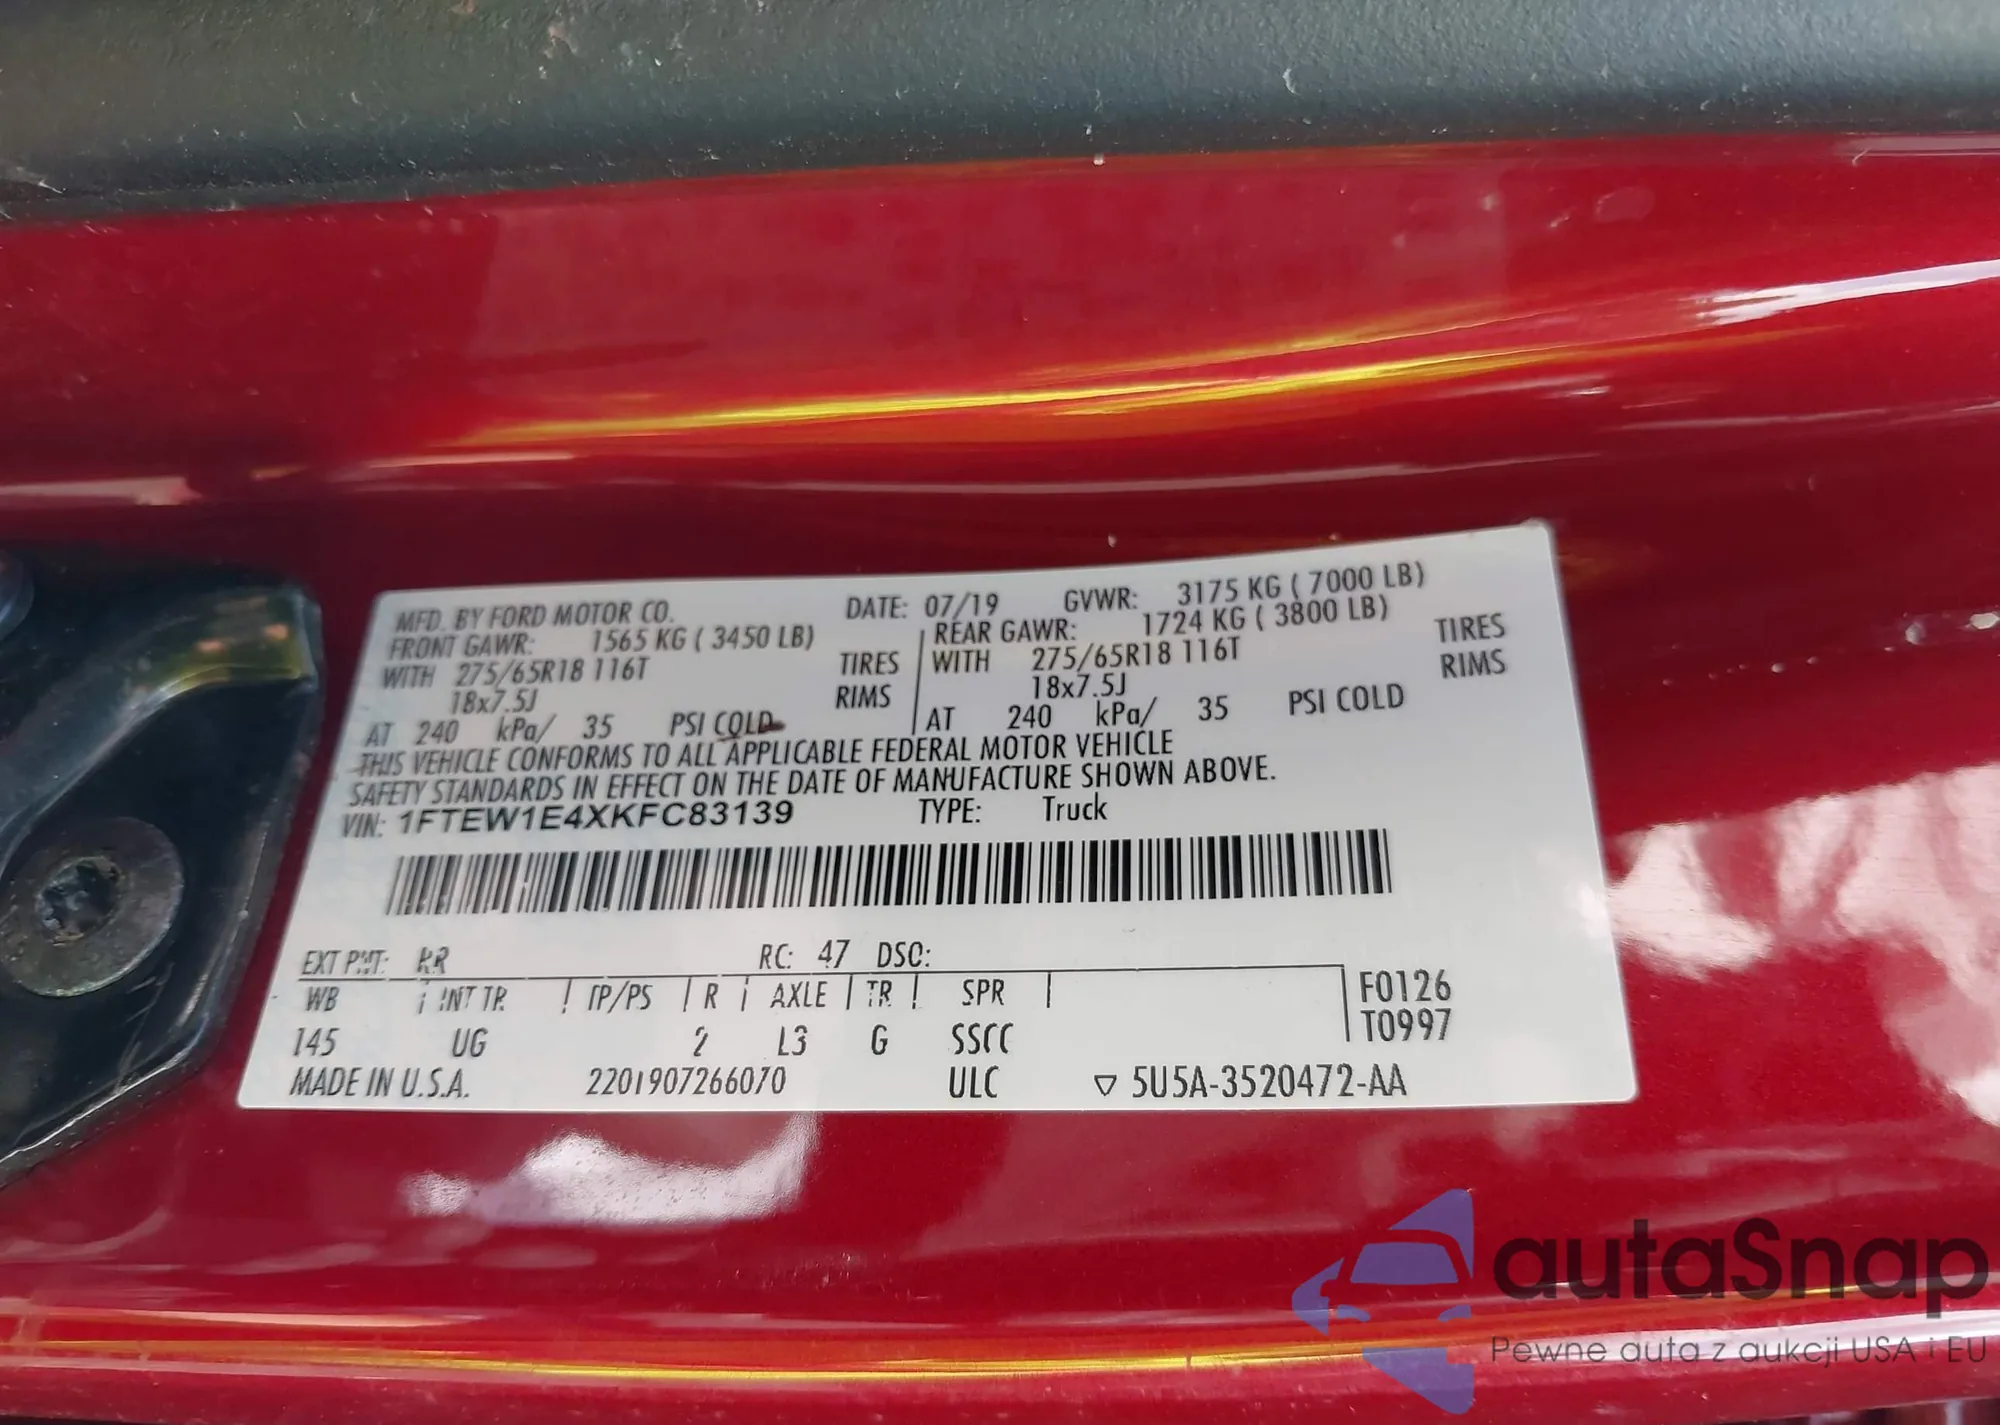 MFD. BY FORD MOTOR CO. DATE: 07/19 GVWR: 3175 KG ( 7000 LB)
FRONT GAWR: 1565 KG ( 3450 LB) REAR GAWR: 1724 KG ( 3800 LB)
WITH 275/65R18 116T TIRES WITH 275/65R18 116T TIRES
18x7.5J RIMS 18x7.5J RIMS
AT 240 kPa/ 35 PSI COLD AT 240 kPa/ 35 PSI COLD
THIS VEHICLE CONFORMS TO ALL APPLICABLE FEDERAL MOTOR VEHICLE
SAFETY STANDARDS IN EFFECT ON THE DATE OF MANUFACTURE SHOWN ABOVE.
VIN: 1FTEW1E4XKFC83139 TYPE: Truck
EXT PNT: RR RC: 47 DSO:
WB INT TR TP/PS R AXLE TR SPR F0126
T0997
145 UG 2 L3 G SSCC
MADE IN U.S.A. 2201907266070 ULC 5U5A-3520472-AA
autaSnap
Pewne auta z aukcji USA i EU